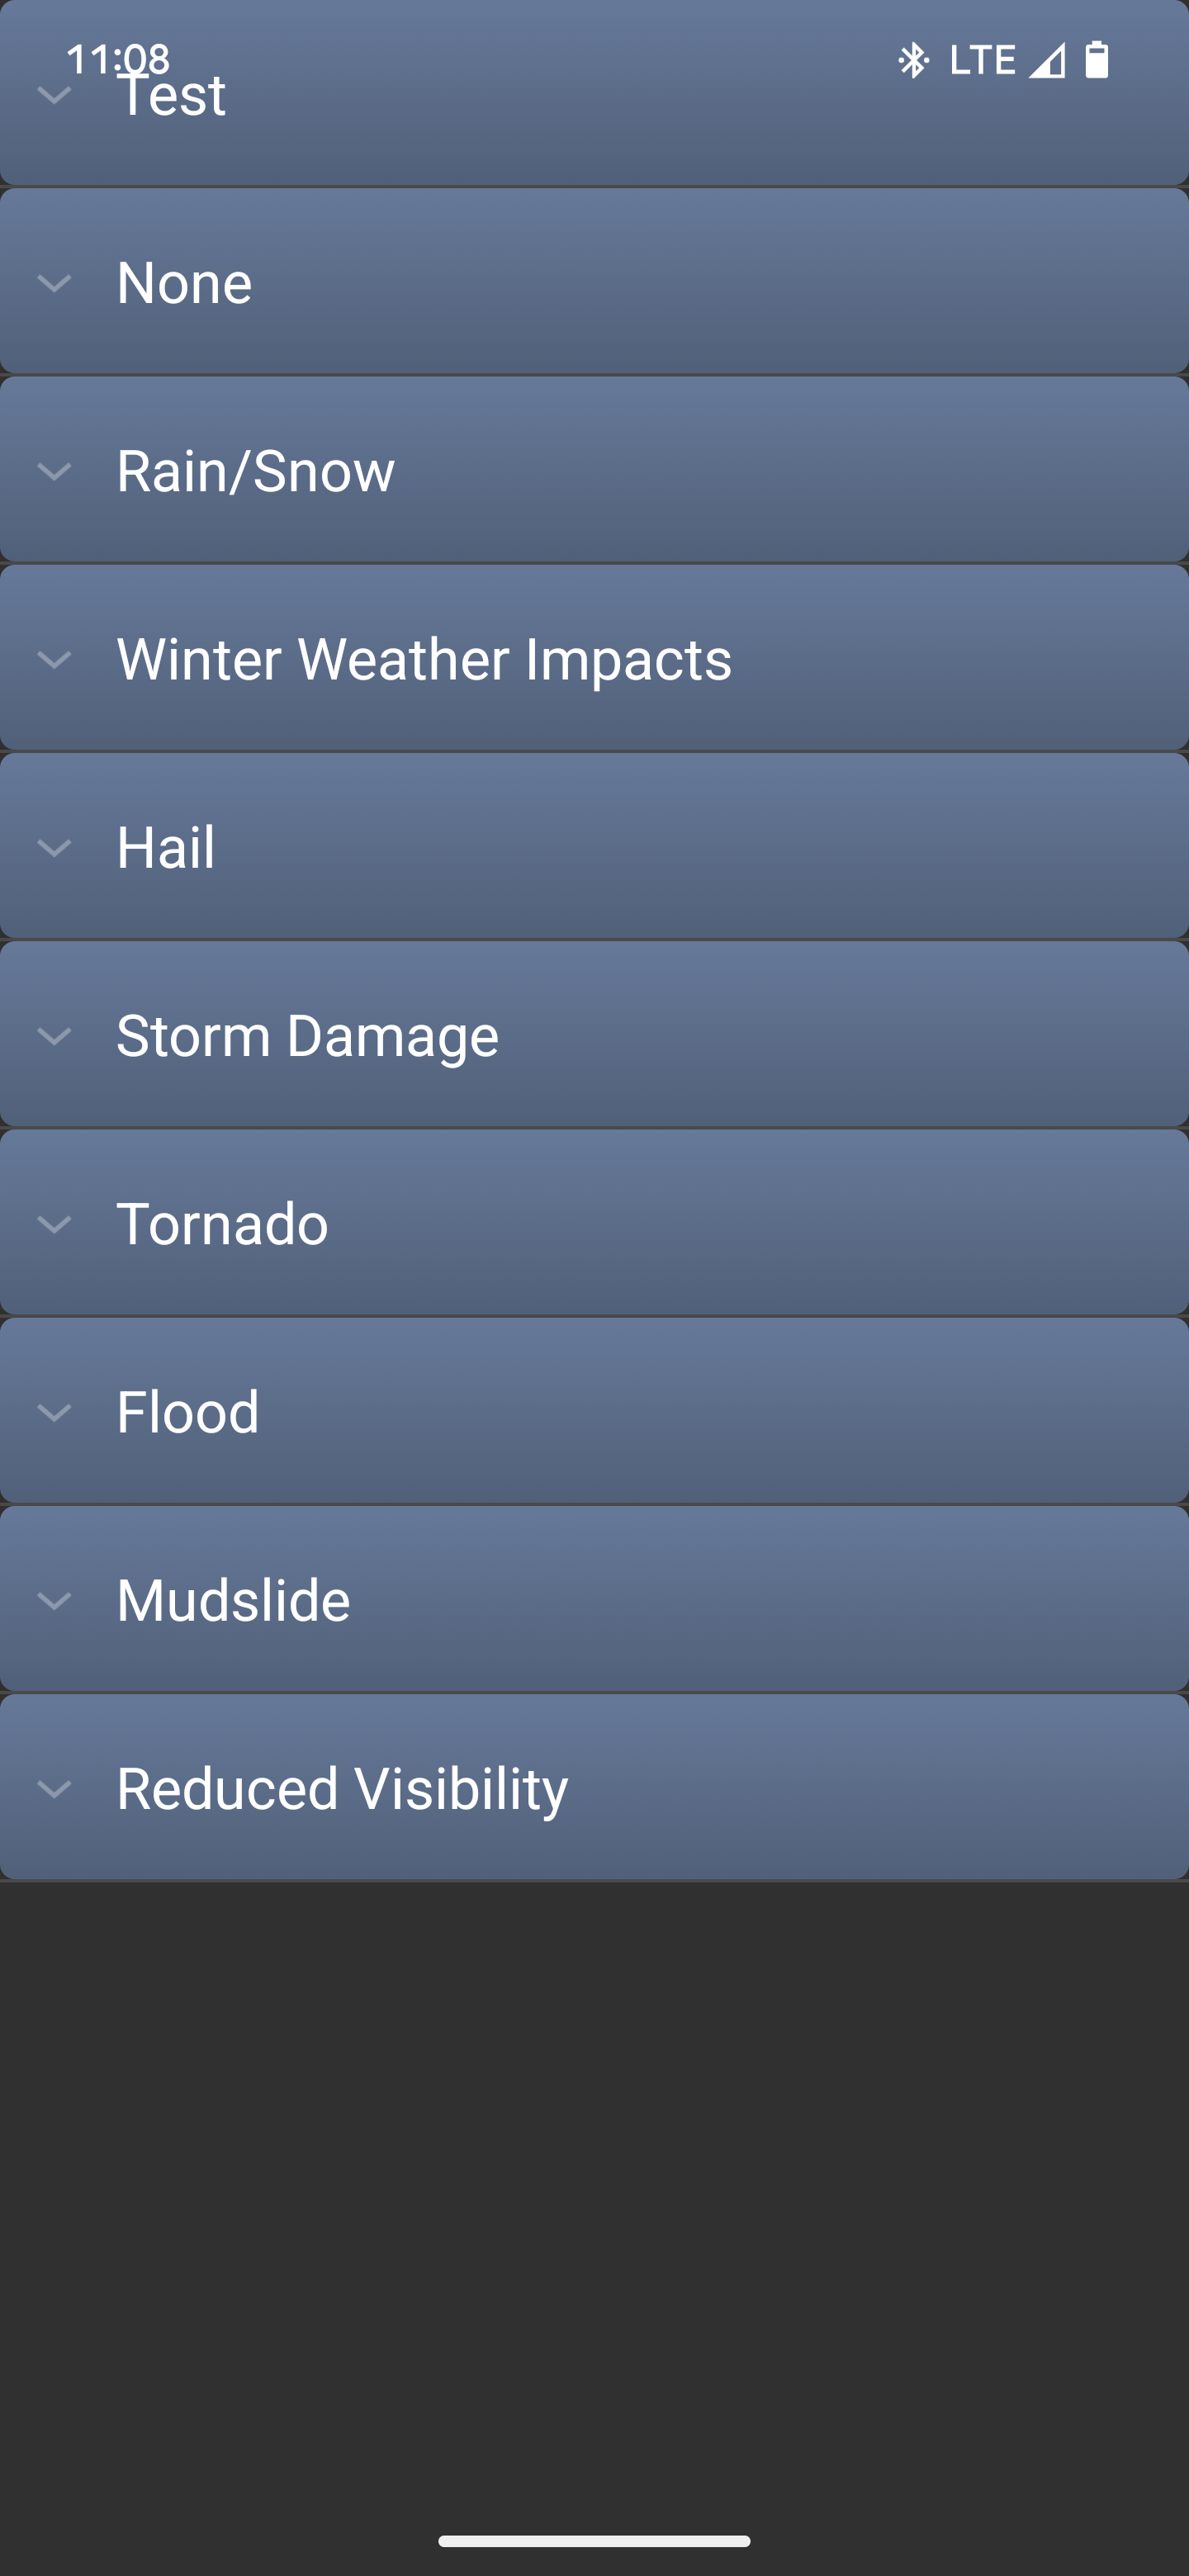 11:08
LTE
Test
None
Rain/Snow
Winter Weather Impacts
Hail
Storm Damage
Tornado
Flood
Mudslide
Reduced Visibility